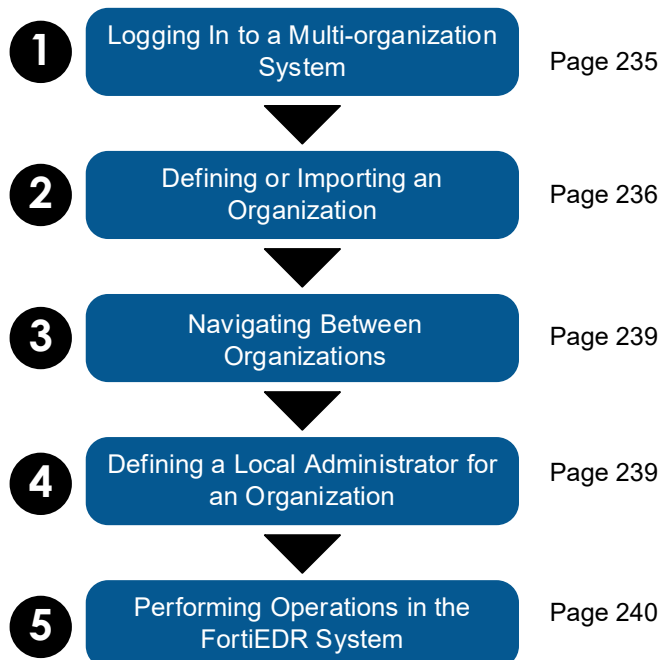 1
Logging In to a Multi-organization
System
Page 235
2
Defining or Importing an
Organization
Page 236
3
Navigating Between
Organizations
Page 239
4
Defining a Local Administrator for
an Organization
Page 239
5
Performing Operations in the
FortiEDR System
Page 240